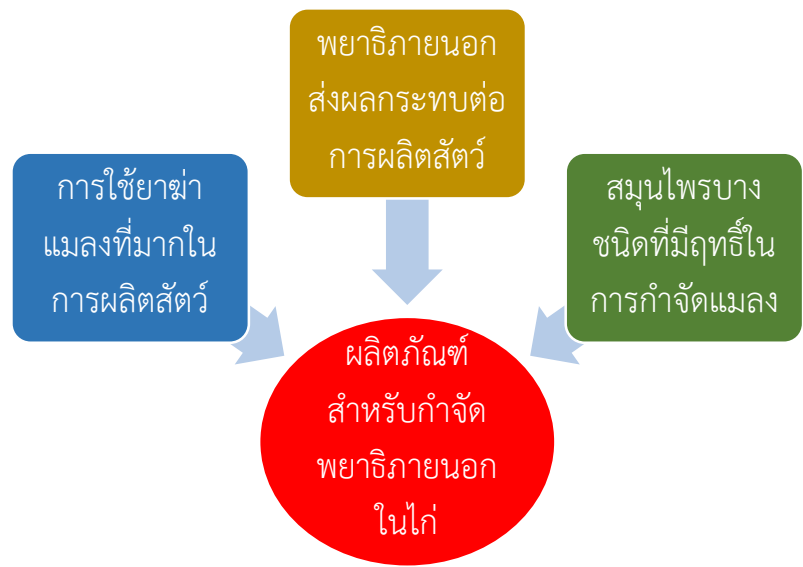 พยาธิภายนอก
ส่งผลกระทบต่อ
การผลิตสัตว์
การใช้ยาฆ่า
แมลงที่มากใน
การผลิตสัตว์
สมุนไพรบาง
ชนิดที่มีฤทธิ์ใน
การกำจัดแมลง
ผลิตภัณฑ์
สำหรับกำจัด
พยาธิภายนอก
ในไก่